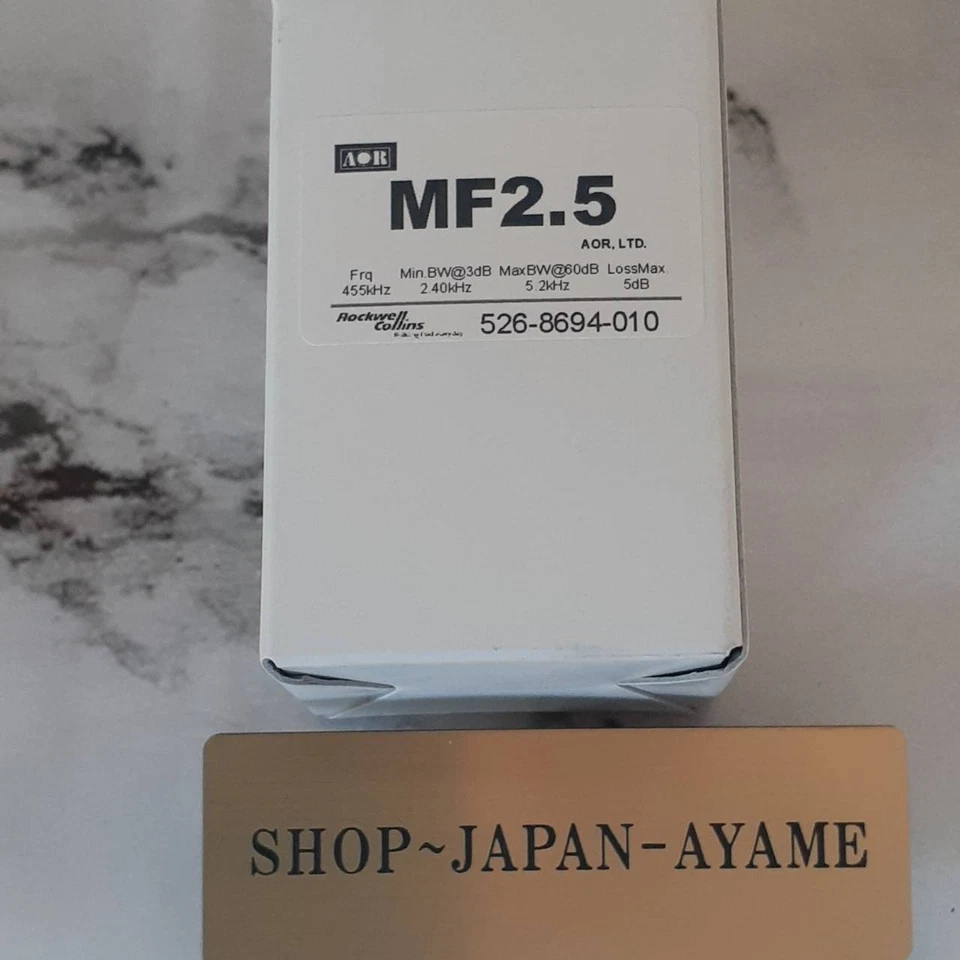 AOR
MF2.5
AOR, LTD.
Frq Min.BW@3dB MaxBW@60dB LossMax.
455kHz 2.40kHz 5.2kHz 5dB
Rockwell
Collins
526-8694-010
SHOP~JAPAN-AYAME